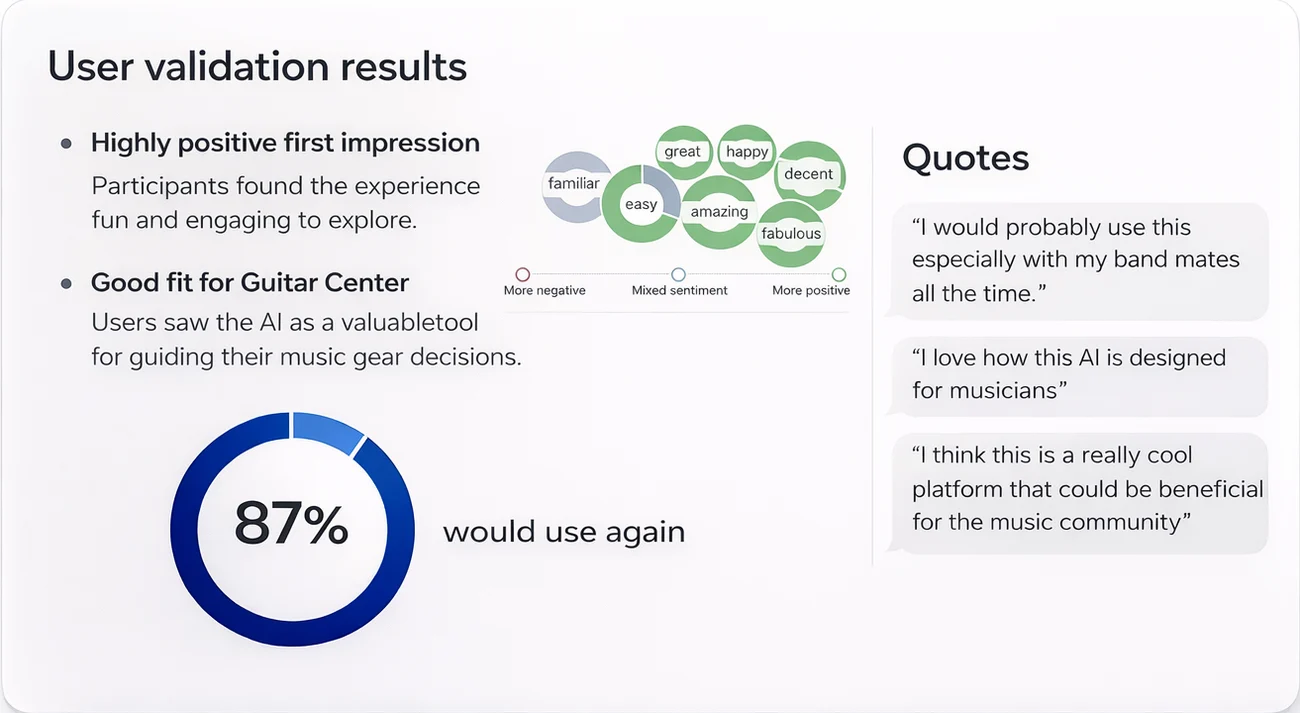 User validation results
Highly positive first impression
Participants found the experience
fun and engaging to explore.
Good fit for Guitar Center
Users saw the AI as a valuabletool
for guiding their music gear decisions.
familiar
easy
great
happy
decent
amazing
fabulous
More negative
Mixed sentiment
More positive
87%
would use again
Quotes
“I would probably use this
especially with my band mates
all the time.”
“I love how this AI is designed
for musicians”
“I think this is a really cool
platform that could be beneficial
for the music community”